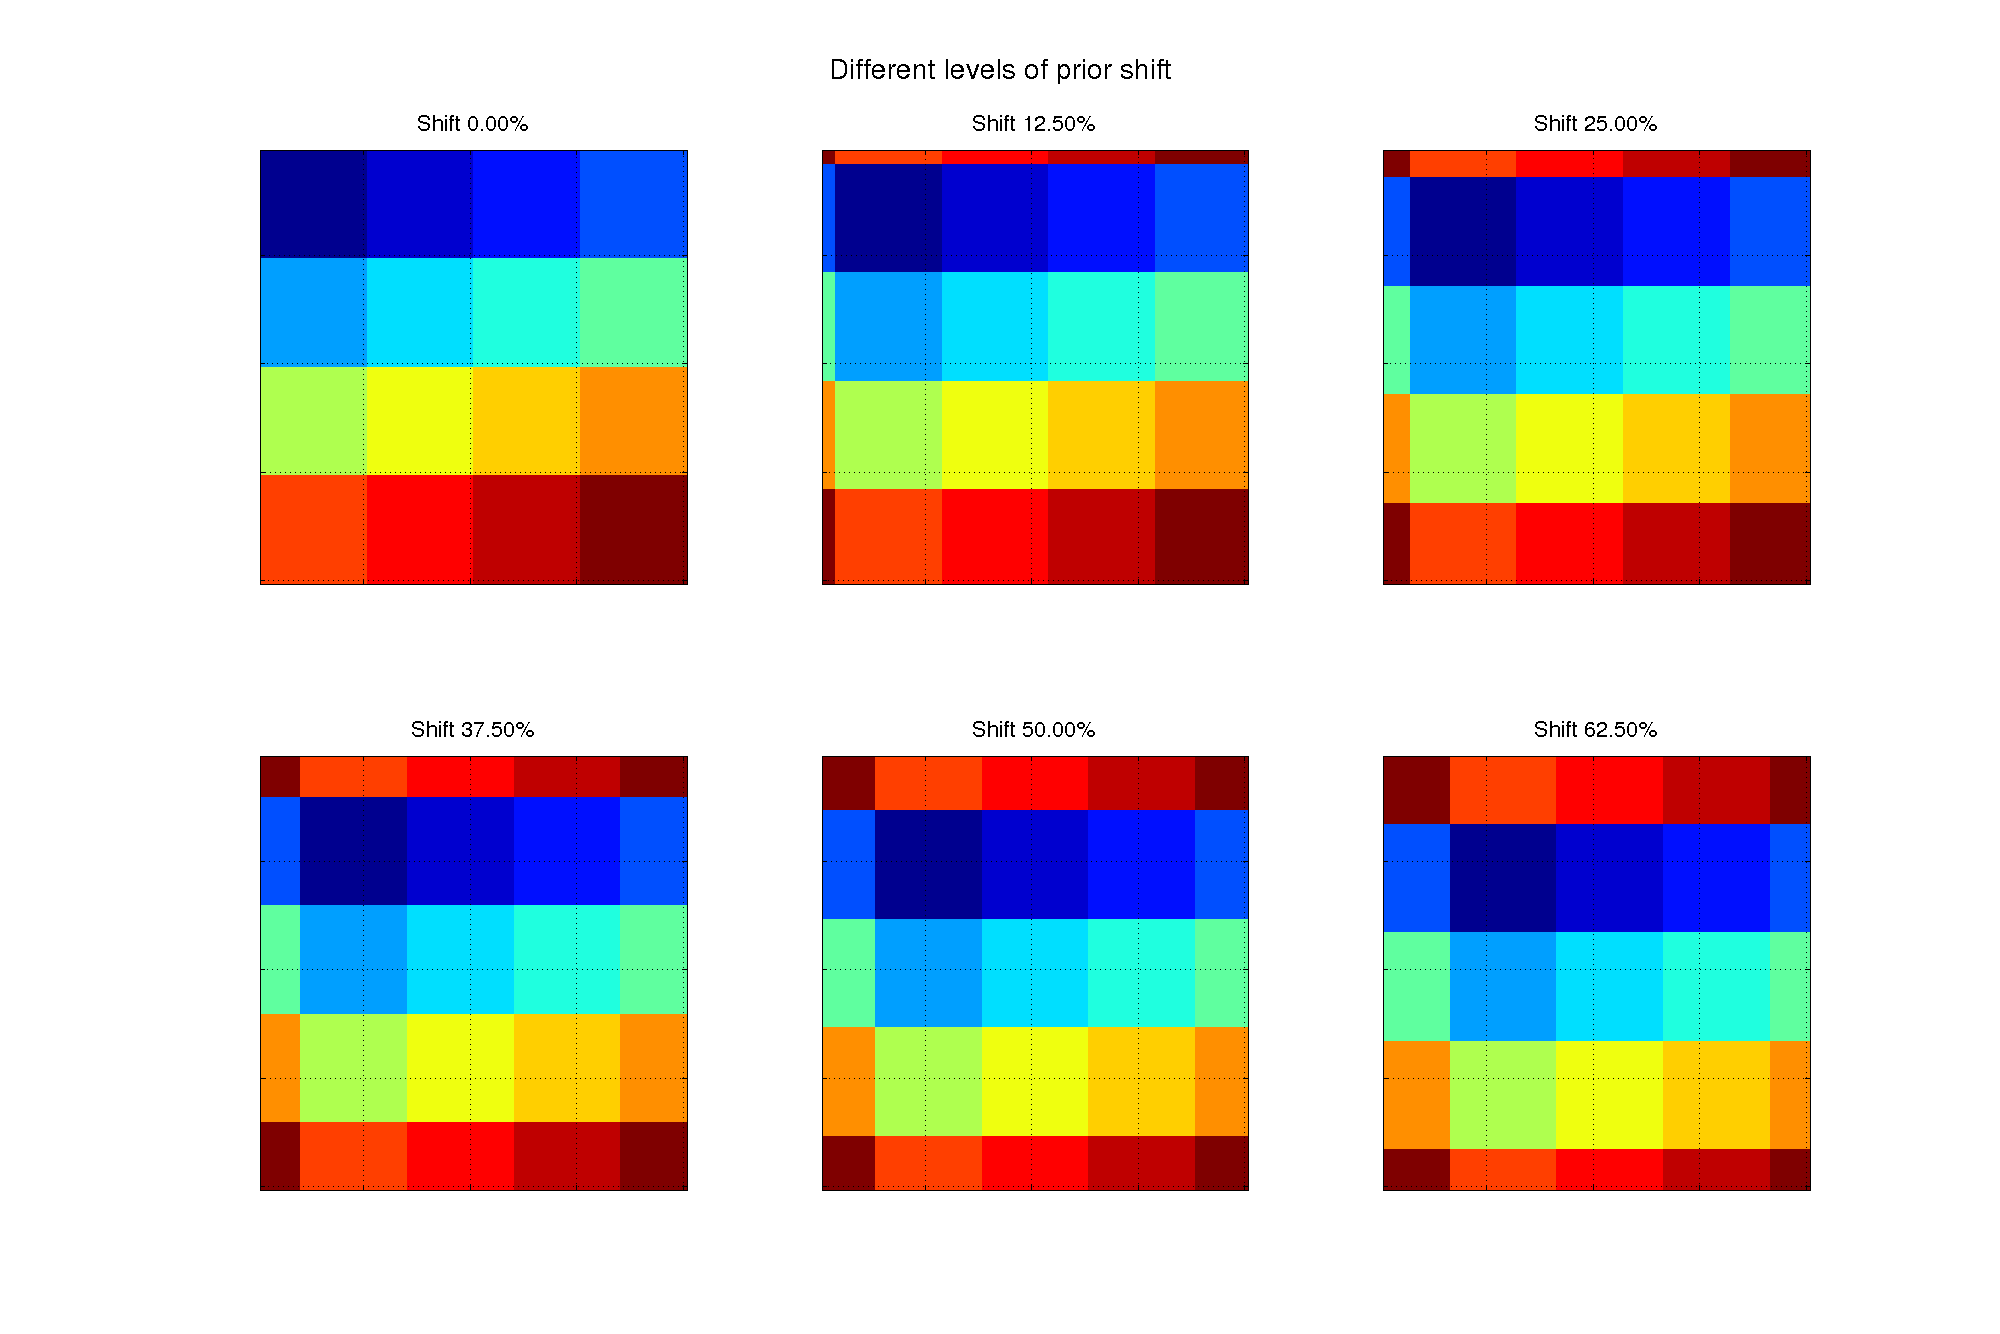 Different levels of prior shift
Shift 0.00%
Shift 12.50%
Shift 25.00%
Shift 37.50%
Shift 50.00%
Shift 62.50%